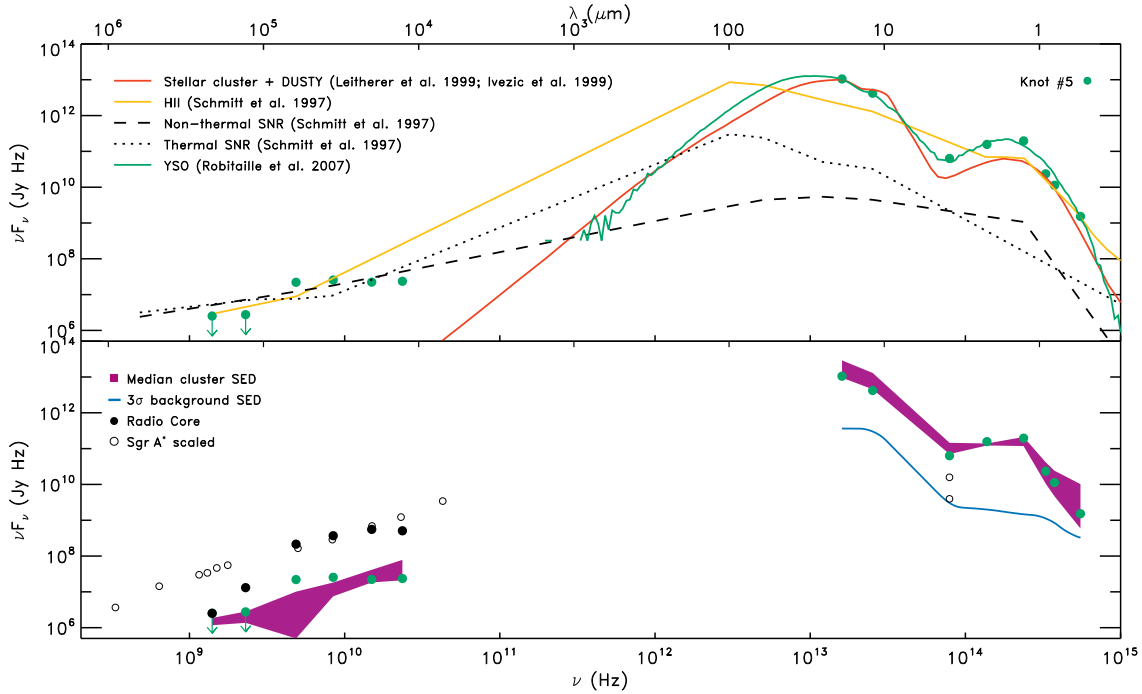 λ (μm)
10⁶ 10⁵ 10⁴ 10³ 100 10 1
10¹⁴
10¹²
10¹⁰
10⁸
10⁶
νFν (Jy Hz)
Stellar cluster + DUSTY (Leitherer et al. 1999; Ivezic et al. 1999)
HII (Schmitt et al. 1997)
Non-thermal SNR (Schmitt et al. 1997)
Thermal SNR (Schmitt et al. 1997)
YSO (Robitaille et al. 2007)
Knot #5
10¹⁴
10¹²
10¹⁰
10⁸
10⁶
νFν (Jy Hz)
Median cluster SED
3σ background SED
Radio Core
Sgr A* scaled
10⁹ 10¹⁰ 10¹¹ 10¹² 10¹³ 10¹⁴ 10¹⁵
ν (Hz)